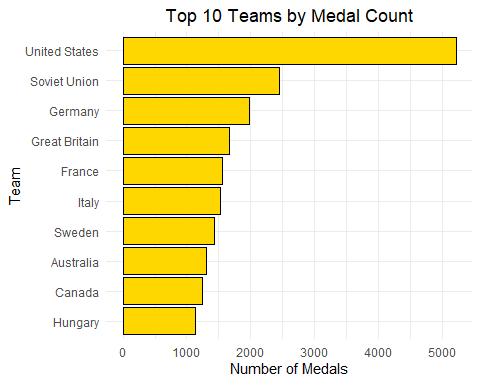 Top 10 Teams by Medal Count
Team
United States
Soviet Union
Germany
Great Britain
France
Italy
Sweden
Australia
Canada
Hungary
0 1000 2000 3000 4000 5000
Number of Medals